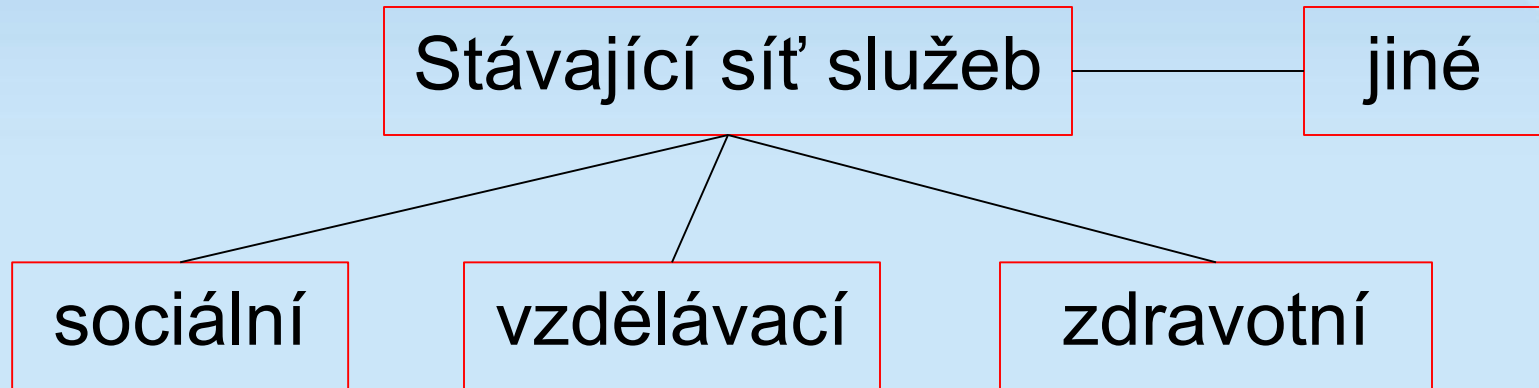 Stávající síť služeb
jiné
sociální
vzdělávací
zdravotní